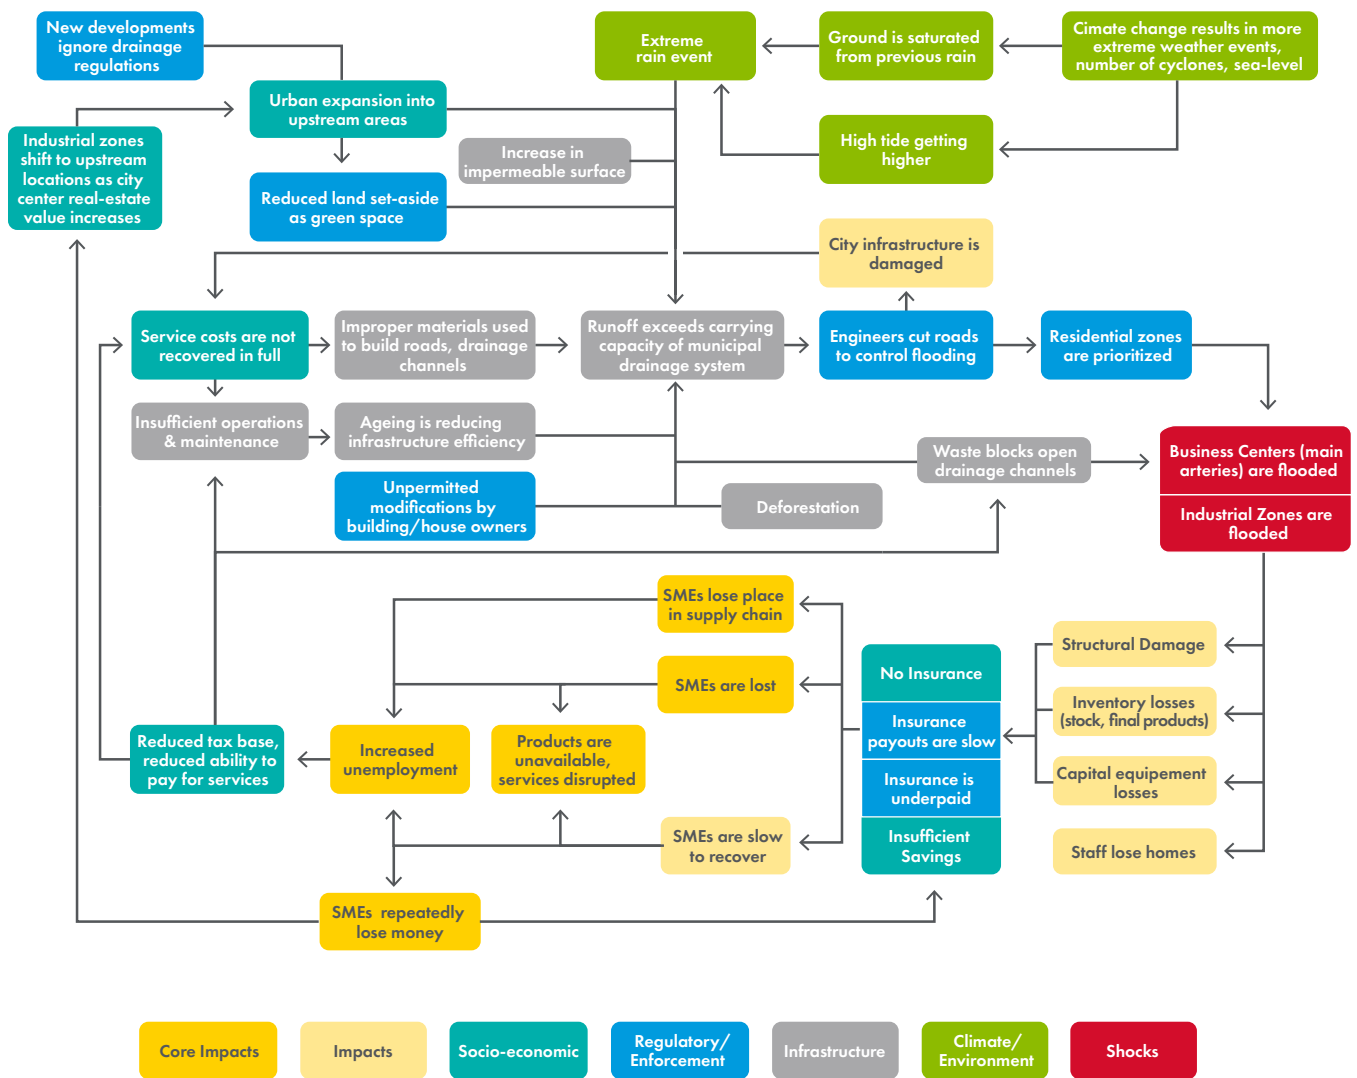 New developments
ignore drainage
regulations
Extreme
rain event
Ground is saturated
from previous rain
Cimate change results in more
extreme weather events,
number of cyclones, sea-level
Urban expansion into
upstream areas
Industrial zones
shift to upstream
locations as city
center real-estate
value increases
Increase in
impermeable surface
High tide getting
higher
Reduced land set-aside
as green space
City infrastructure is
damaged
Service costs are not
recovered in full
Improper materials used
to build roads, drainage
channels
Runoff exceeds carrying
capacity of municipal
drainage system
Engineers cut roads
to control flooding
Residential zones
are prioritized
Insufficient operations
& maintenance
Ageing is reducing
infrastructure efficiency
Waste blocks open
drainage channels
Business Centers (main
arteries) are flooded
Industrial Zones are
flooded
Unpermitted
modifications by
building/house owners
Deforestation
SMEs lose place
in supply chain
SMEs are lost
No Insurance
Insurance
payouts are slow
Insurance is
underpaid
Insufficient
Savings
Structural Damage
Inventory losses
(stock, final products)
Capital equipement
losses
Staff lose homes
Reduced tax base,
reduced ability to
pay for services
Increased
unemployment
Products are
unavailable,
services disrupted
SMEs are slow
to recover
SMEs repeatedly
lose money
Core Impacts
Impacts
Socio-economic
Regulatory/
Enforcement
Infrastructure
Climate/
Environment
Shocks